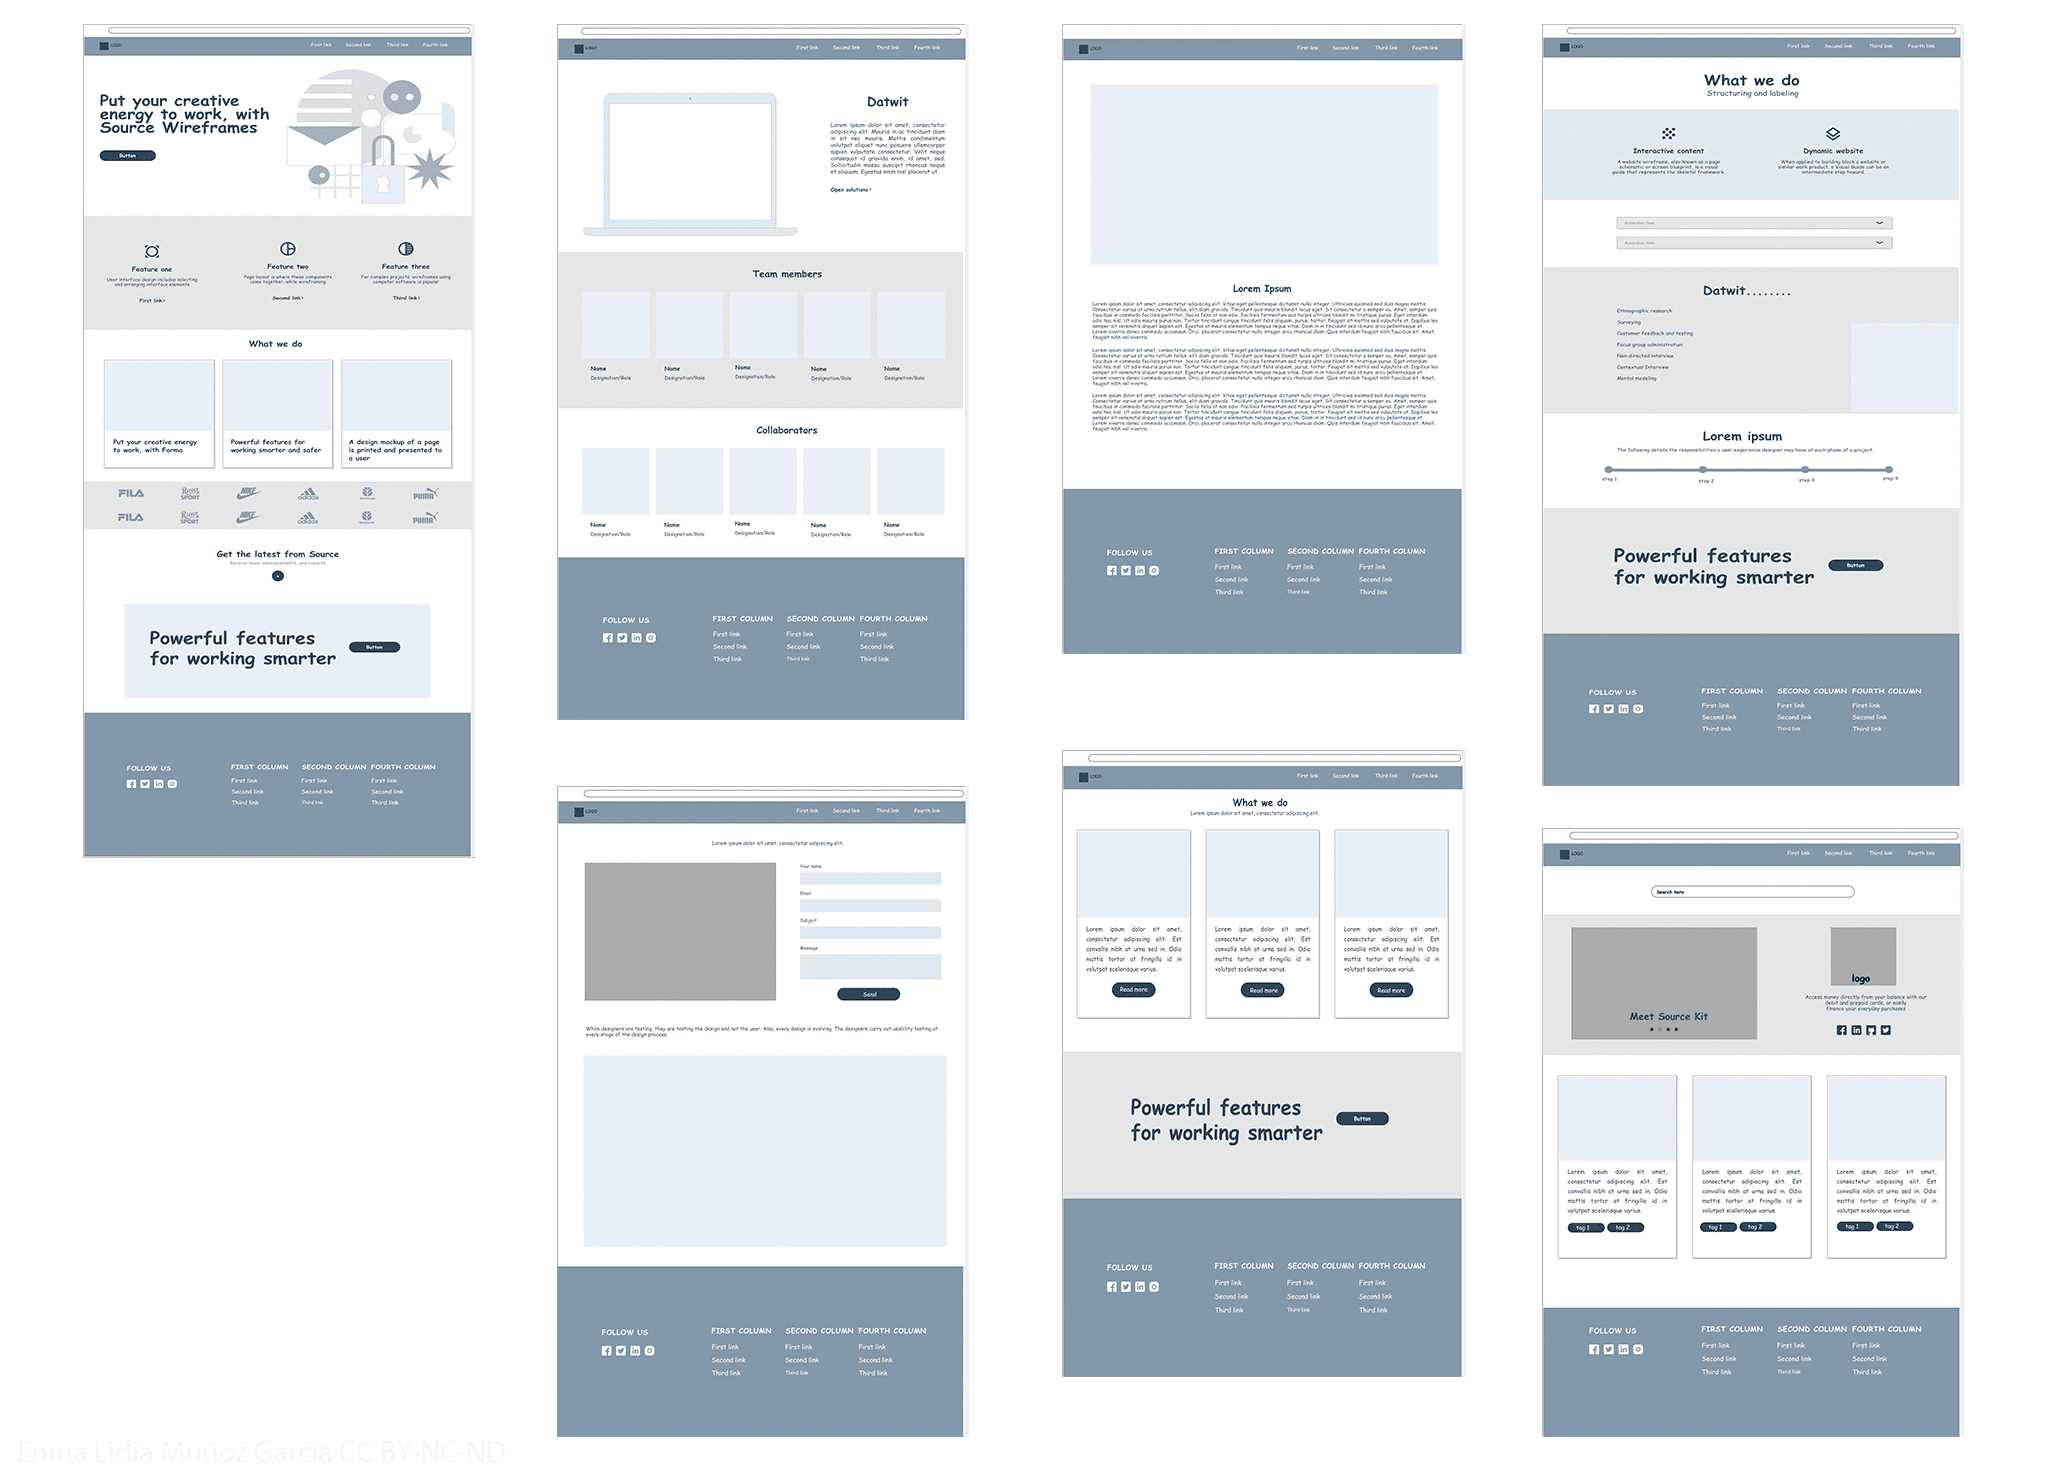 LOGO
First link Second link Third link Fourth link
Put your creative
energy to work, with
Source Wireframes
Button
Feature one
User interface design includes selecting
and arranging interface elements
First link >
Feature two
Page layout is where these components
come together, while wireframing
Second link >
Feature three
For complex projects, wireframes using
computer software is popular
Third link >
What we do
Put your creative energy
to work, with Forma
Powerful features for
working smarter and safer
A design mockup of a page
is printed and presented to
a user
FILA SPORT NIKE adidas PUMA
FILA SPORT NIKE adidas PUMA
Get the latest from Source
Receive news, announcements, and reports
Powerful features
for working smarter
Button
FOLLOW US
FIRST COLUMN
First link
Second link
Third link
SECOND COLUMN
First link
Second link
Third link
FOURTH COLUMN
First link
Second link
Third link
LOGO
First link Second link Third link Fourth link
Datwit
Lorem ipsum dolor sit amet, consectetur
adipiscing elit. Mauris in ac tincidunt diam
in sit nec mauris. Mattis condimentum
volutpat aliquet nunc posuere ullamcorper
sapien vulputate consectetur. Velit neque
consequat id gravida enim, id amet, sed.
Sollicitudin massa suscipit rhoncus neque
et aliquam. Egestas enim nisl placerat ut.
Open solutions >
Team members
Name Name Name Name Name
Designation/Role Designation/Role Designation/Role Designation/Role Designation/Role
Collaborators
Name Name Name Name Name
Designation/Role Designation/Role Designation/Role Designation/Role Designation/Role
FOLLOW US
FIRST COLUMN
First link
Second link
Third link
SECOND COLUMN
First link
Second link
Third link
FOURTH COLUMN
First link
Second link
Third link
LOGO
First link Second link Third link Fourth link
Lorem ipsum dolor sit amet, consectetur adipiscing elit.
Your name
Email
Subject
Message
Send
While designers are testing, they are testing the design and not the user. Also, every design is evolving. The designers carry out usability testing at
every stage of the design process.
FOLLOW US
FIRST COLUMN
First link
Second link
Third link
SECOND COLUMN
First link
Second link
Third link
FOURTH COLUMN
First link
Second link
Third link
LOGO
First link Second link Third link Fourth link
Lorem Ipsum
FOLLOW US
FIRST COLUMN
First link
Second link
Third link
SECOND COLUMN
First link
Second link
Third link
FOURTH COLUMN
First link
Second link
Third link
LOGO
First link Second link Third link Fourth link
What we do
Lorem ipsum dolor sit amet, consectetur adipiscing elit.
Lorem ipsum dolor sit amet,
consectetur adipiscing elit. Est
convallis nibh at urna sed in. Odio
mattis tortor at fringilla id in
volutpat scelerisque varius.
Read more
Lorem ipsum dolor sit amet,
consectetur adipiscing elit. Est
convallis nibh at urna sed in. Odio
mattis tortor at fringilla id in
volutpat scelerisque varius.
Read more
Lorem ipsum dolor sit amet,
consectetur adipiscing elit. Est
convallis nibh at urna sed in. Odio
mattis tortor at fringilla id in
volutpat scelerisque varius.
Read more
Powerful features
for working smarter
Button
FOLLOW US
FIRST COLUMN
First link
Second link
Third link
SECOND COLUMN
First link
Second link
Third link
FOURTH COLUMN
First link
Second link
Third link
LOGO
First link Second link Third link Fourth link
What we do
Structuring and labeling
Interactive content
A website wireframe, also known as a page
schematic or screen blueprint, is a visual
guide that represents the skeletal framework
Dynamic website
When applied to building block a website or
similar work product, a Visual Guide can be an
intermediate step toward.
Datwit........
Ethnographic research
Surveying
Customer feedback and testing
Focus group administration
Non-directed interview
Contextual Interview
Mental modeling
Lorem ipsum
The following details the responsibilities a user experience designer may have at each phase of a project.
step 1 step 2 step 3 step 4
Powerful features
for working smarter
Button
FOLLOW US
FIRST COLUMN
First link
Second link
Third link
SECOND COLUMN
First link
Second link
Third link
FOURTH COLUMN
First link
Second link
Third link
LOGO
First link Second link Third link Fourth link
Search here
Meet Source Kit
logo
Access money directly from your balance with our
debit and prepaid cards, or easily
finance your everyday purchases
Lorem ipsum dolor sit amet,
consectetur adipiscing elit. Est
convallis nibh at urna sed in. Odio
mattis tortor at fringilla id in
volutpat scelerisque varius.
tag 1 tag 2
Lorem ipsum dolor sit amet,
consectetur adipiscing elit. Est
convallis nibh at urna sed in. Odio
mattis tortor at fringilla id in
volutpat scelerisque varius.
tag 1 tag 2
Lorem ipsum dolor sit amet,
consectetur adipiscing elit. Est
convallis nibh at urna sed in. Odio
mattis tortor at fringilla id in
volutpat scelerisque varius.
tag 1 tag 2
FOLLOW US
FIRST COLUMN
First link
Second link
Third link
SECOND COLUMN
First link
Second link
Third link
FOURTH COLUMN
First link
Second link
Third link
Enma Lidia Muñoz García CC BY-NC-ND